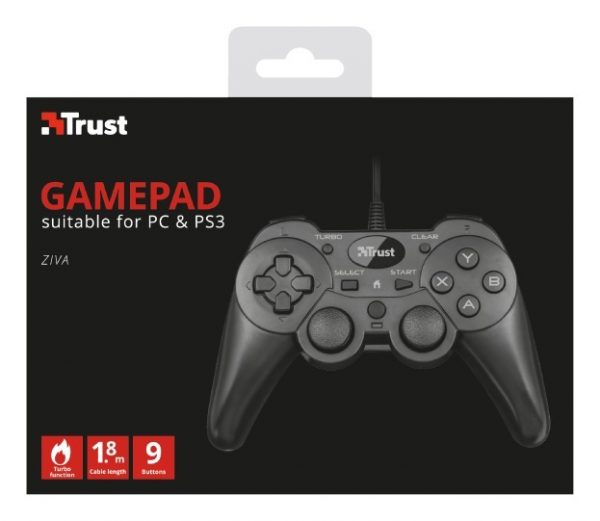 Trust
GAMEPAD
suitable for PC & PS3
ZIVA
TURBO
CLEAR
Trust
SELECT
START
Y
X
B
A
Turbo
function
1.8m
Cable length
9
Buttons